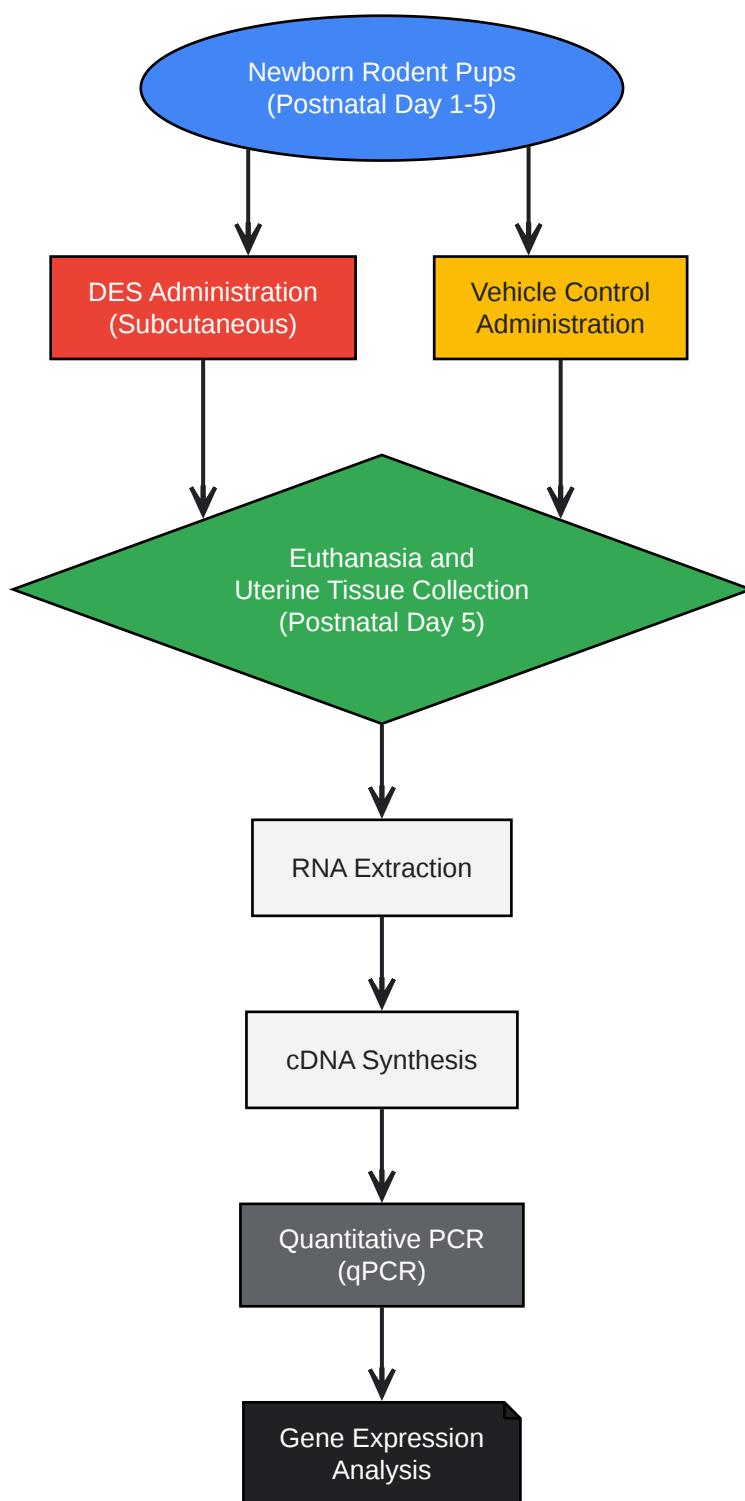 Newborn Rodent Pups
(Postnatal Day 1-5)
DES Administration
(Subcutaneous)
Vehicle Control
Administration
Euthanasia and
Uterine Tissue Collection
(Postnatal Day 5)
RNA Extraction
cDNA Synthesis
Quantitative PCR
(qPCR)
Gene Expression
Analysis